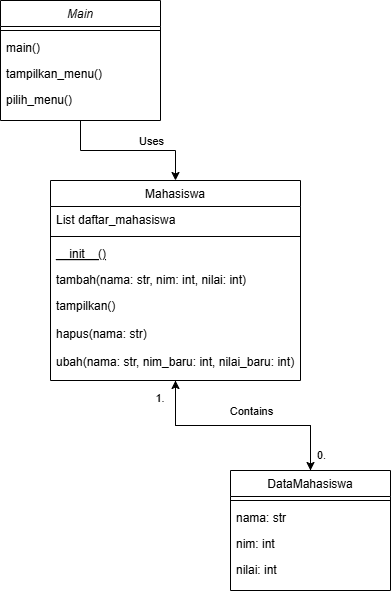 Main
main()
tampilkan_menu()
pilih_menu()
Uses
Mahasiswa
List daftar_mahasiswa
__init__()
tambah(nama: str, nim: int, nilai: int)
tampilkan()
hapus(nama: str)
ubah(nama: str, nim_baru: int, nilai_baru: int)
1.
Contains
0.
DataMahasiswa
nama: str
nim: int
nilai: int